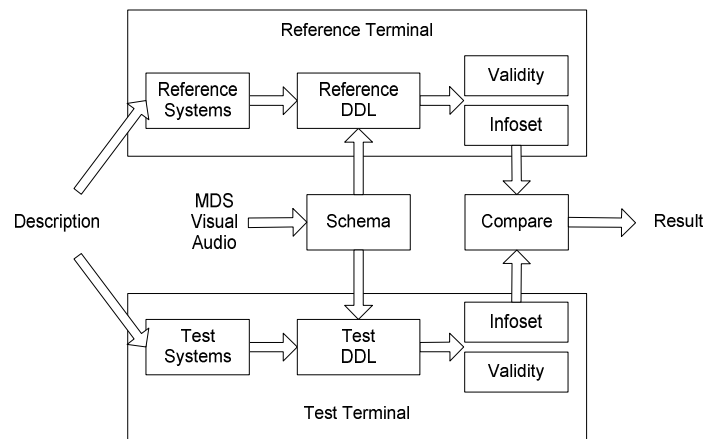 Reference Terminal
Validity
Reference
Systems
Reference
DDL
Infoset
Description
MDS
Visual
Audio
Schema
Compare
Result
Infoset
Test
Systems
Test
DDL
Validity
Test Terminal